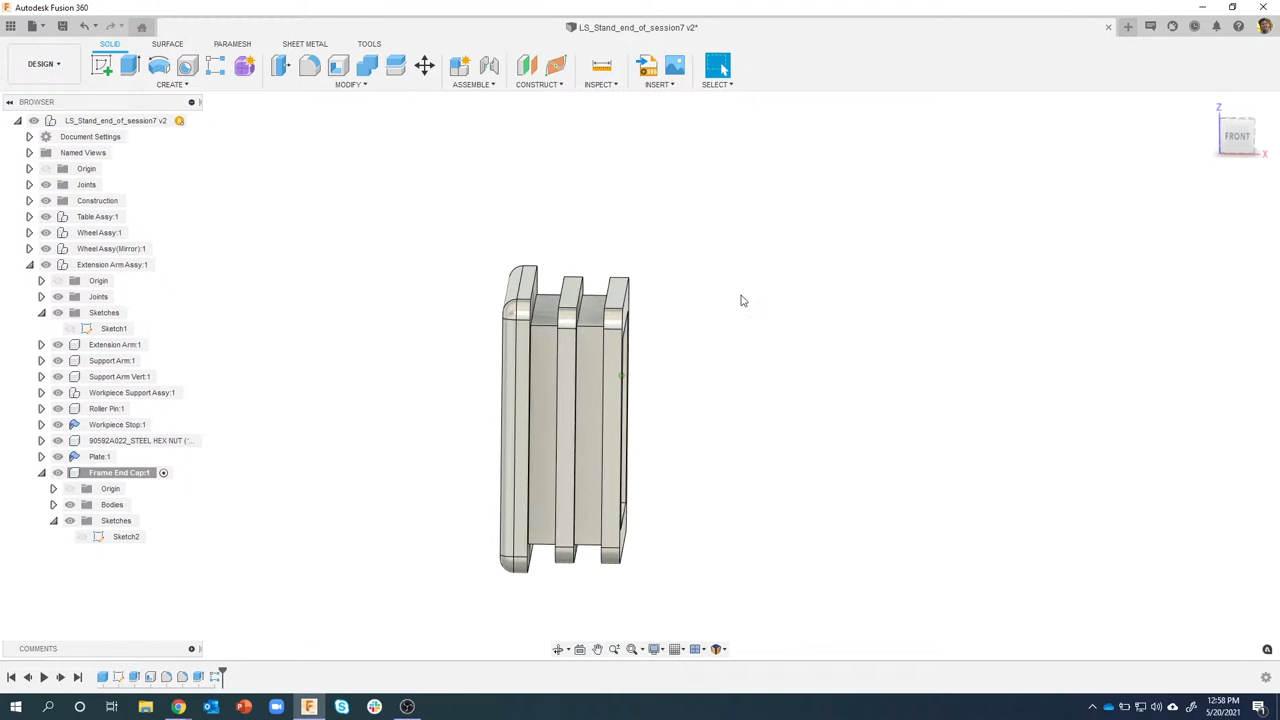 Autodesk Fusion 360
LS_Stand_end_of_session7 v2*
SOLID SURFACE PARAMESH SHEET METAL TOOLS
DESIGN
CREATE MODIFY ASSEMBLE CONSTRUCT INSPECT INSERT SELECT
BROWSER
LS_Stand_end_of_session7 v2
Document Settings
Named Views
Origin
Joints
Construction
Table Assy:1
Wheel Assy:1
Wheel Assy(Mirror):1
Extension Arm Assy:1
Origin
Joints
Sketches
Sketch1
Extension Arm:1
Support Arm:1
Support Arm Vert:1
Workpiece Support Assy:1
Roller Pin:1
Workpiece Stop:1
90592A022_STEEL HEX NUT (*...
Plate:1
Frame End Cap:1
Origin
Bodies
Sketches
Sketch2
Z
FRONT
X
COMMENTS
12:58 PM
5/20/2021